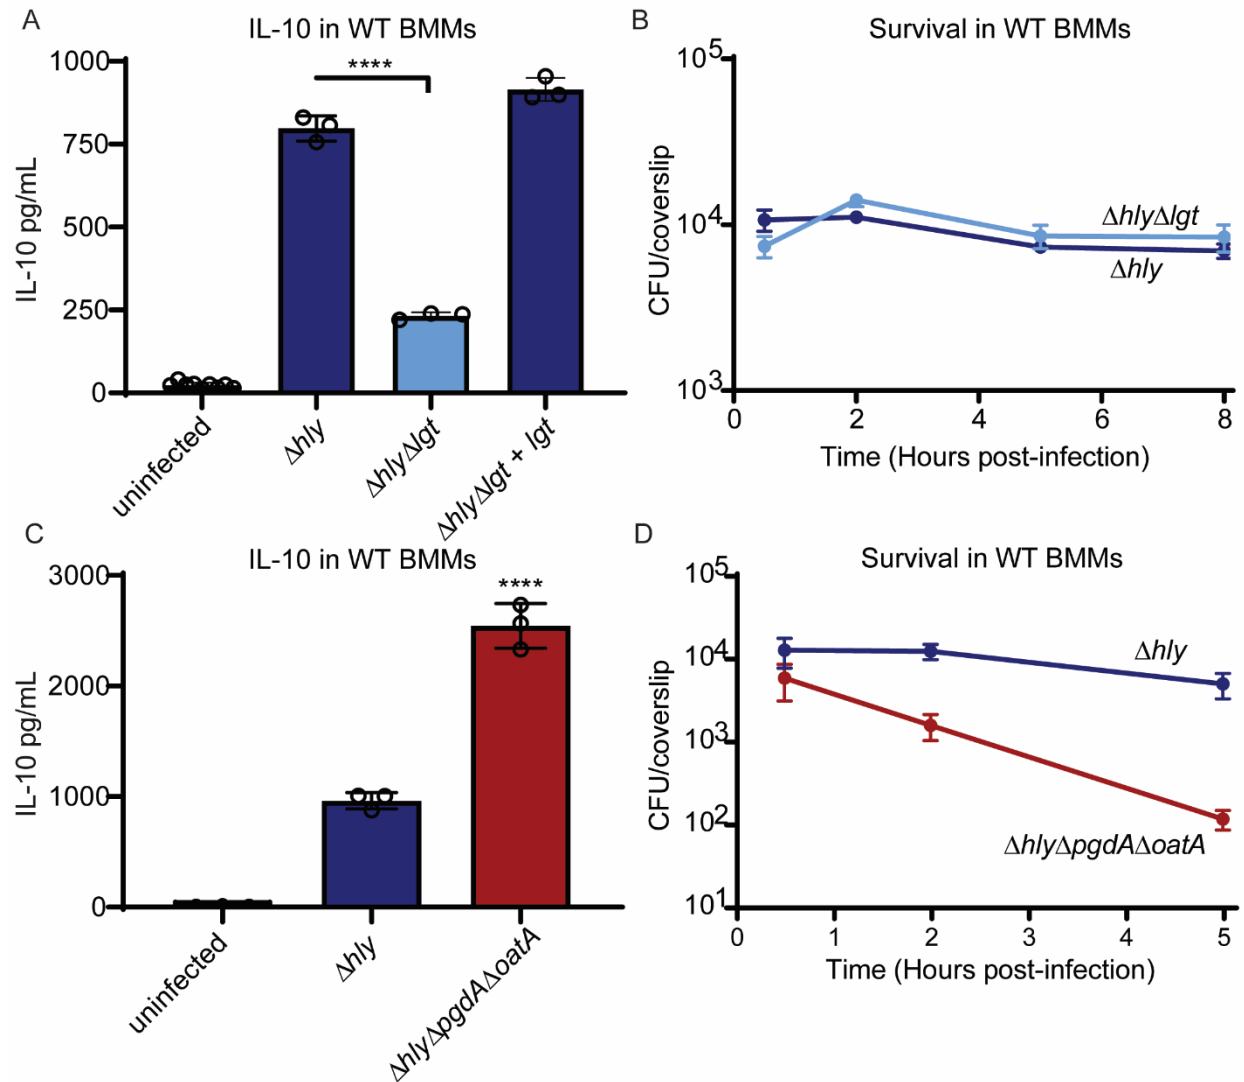 A
IL-10 in WT BMMs
IL-10 pg/mL
1000
750
500
250
0
****
uninfected
Δhly
ΔhlyΔlgt
ΔhlyΔlgt + lgt
B
Survival in WT BMMs
CFU/coverslip
10⁵
10⁴
10³
ΔhlyΔlgt
Δhly
0 2 4 6 8
Time (Hours post-infection)
C
IL-10 in WT BMMs
IL-10 pg/mL
3000
2000
1000
0
****
uninfected
Δhly
ΔhlyΔpgdAΔoatA
D
Survival in WT BMMs
CFU/coverslip
10⁵
10⁴
10³
10²
10¹
Δhly
ΔhlyΔpgdAΔoatA
0 1 2 3 4 5
Time (Hours post-infection)